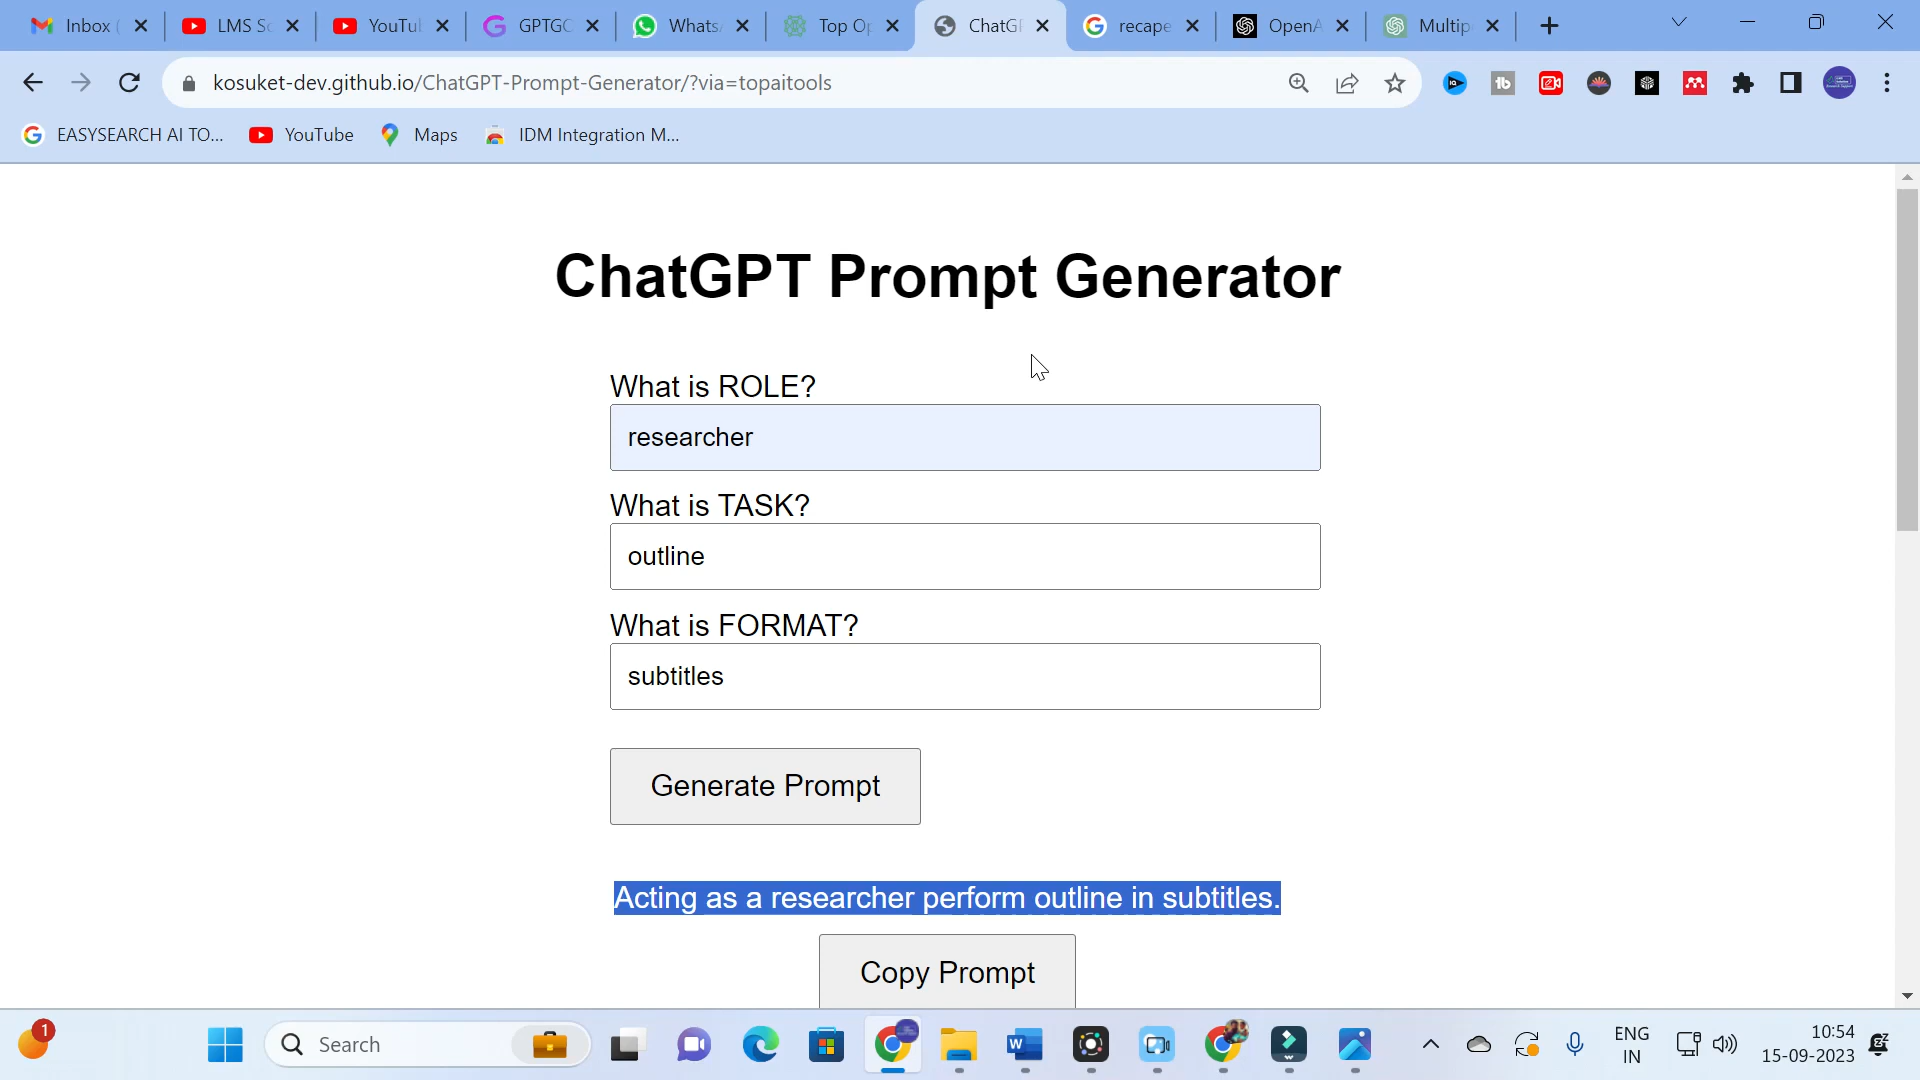 Inbox (
LMS Sc
YouTu
GPTGC
Whats
Top Op
ChatGP
recape
OpenA
Multip
kosuket-dev.github.io/ChatGPT-Prompt-Generator/?via=topaitools
EASYSEARCH AI TO...
YouTube
Maps
IDM Integration M...
ChatGPT Prompt Generator
What is ROLE?
researcher
What is TASK?
outline
What is FORMAT?
subtitles
Generate Prompt
Acting as a researcher perform outline in subtitles.
Copy Prompt
1
Search
ENG
IN
10:54
15-09-2023